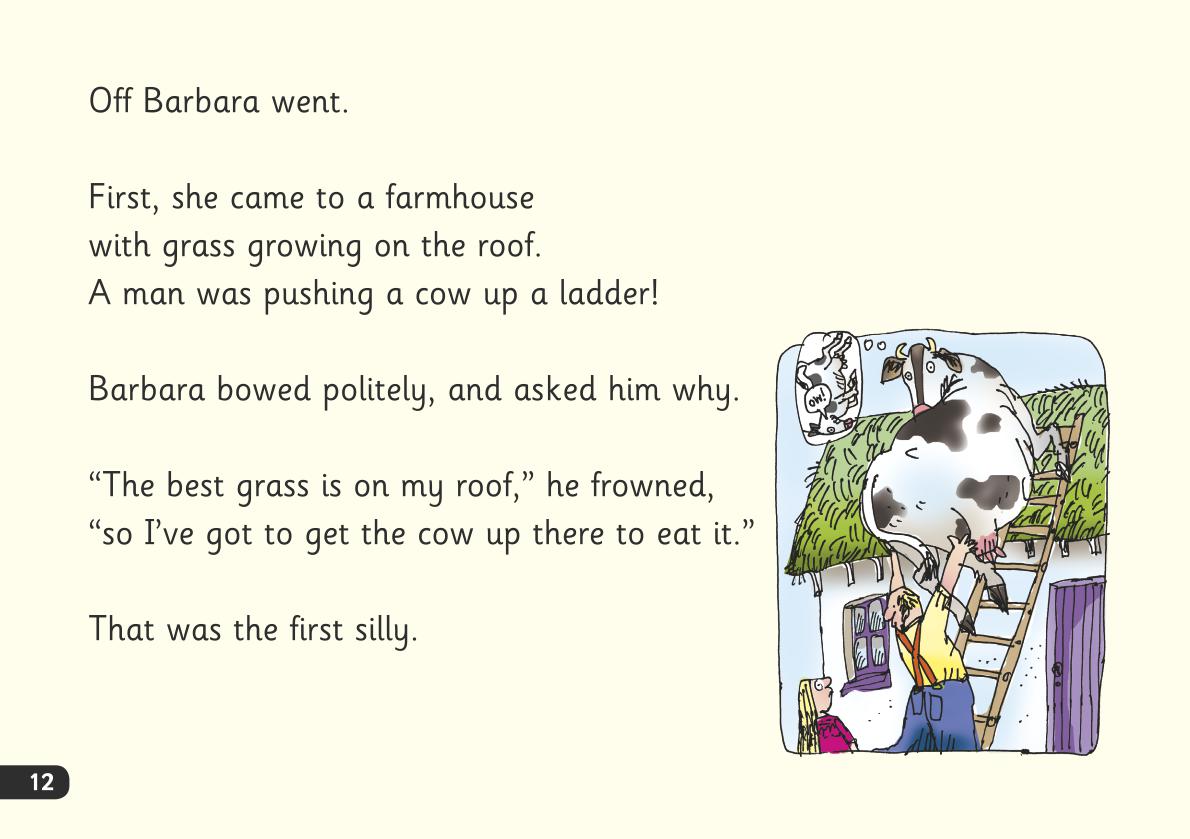 Off Barbara went.
First, she came to a farmhouse
with grass growing on the roof.
A man was pushing a cow up a ladder!
Barbara bowed politely, and asked him why.
“The best grass is on my roof,” he frowned,
“so I’ve got to get the cow up there to eat it.”
That was the first silly.
OW!
12